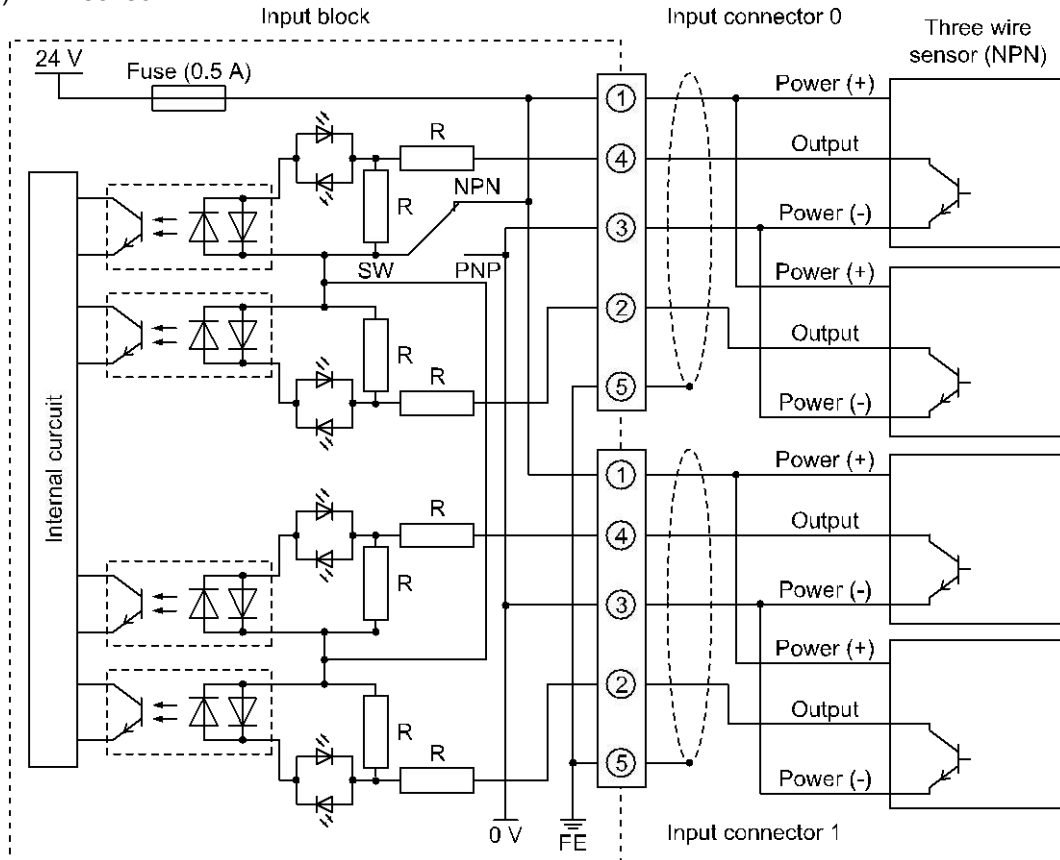 Input block
Input connector 0
Three wire
sensor (NPN)
24 V
Fuse (0.5 A)
1
Power (+)
R
4
Output
NPN
R
3
Power (-)
SW
PNP
Power (+)
2
R
Output
R
5
Power (-)
Internal curcuit
1
Power (+)
R
4
Output
R
3
Power (-)
Power (+)
2
Output
R
R
5
Power (-)
0 V
FE
Input connector 1